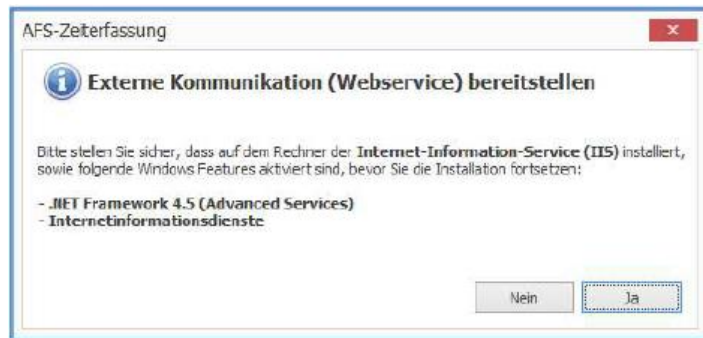 AFS-Zeiterfassung
Externe Kommunikation (Webservice) bereitstellen
Bitte stellen Sie sicher, dass auf dem Rechner der Internet-Information-Service (IIS) installiert,
sowie folgende Windows Features aktiviert sind, bevor Sie die Installation fortsetzen:
- .NET Framework 4.5 (Advanced Services)
- Internetinformationsdienste
Nein
Ja